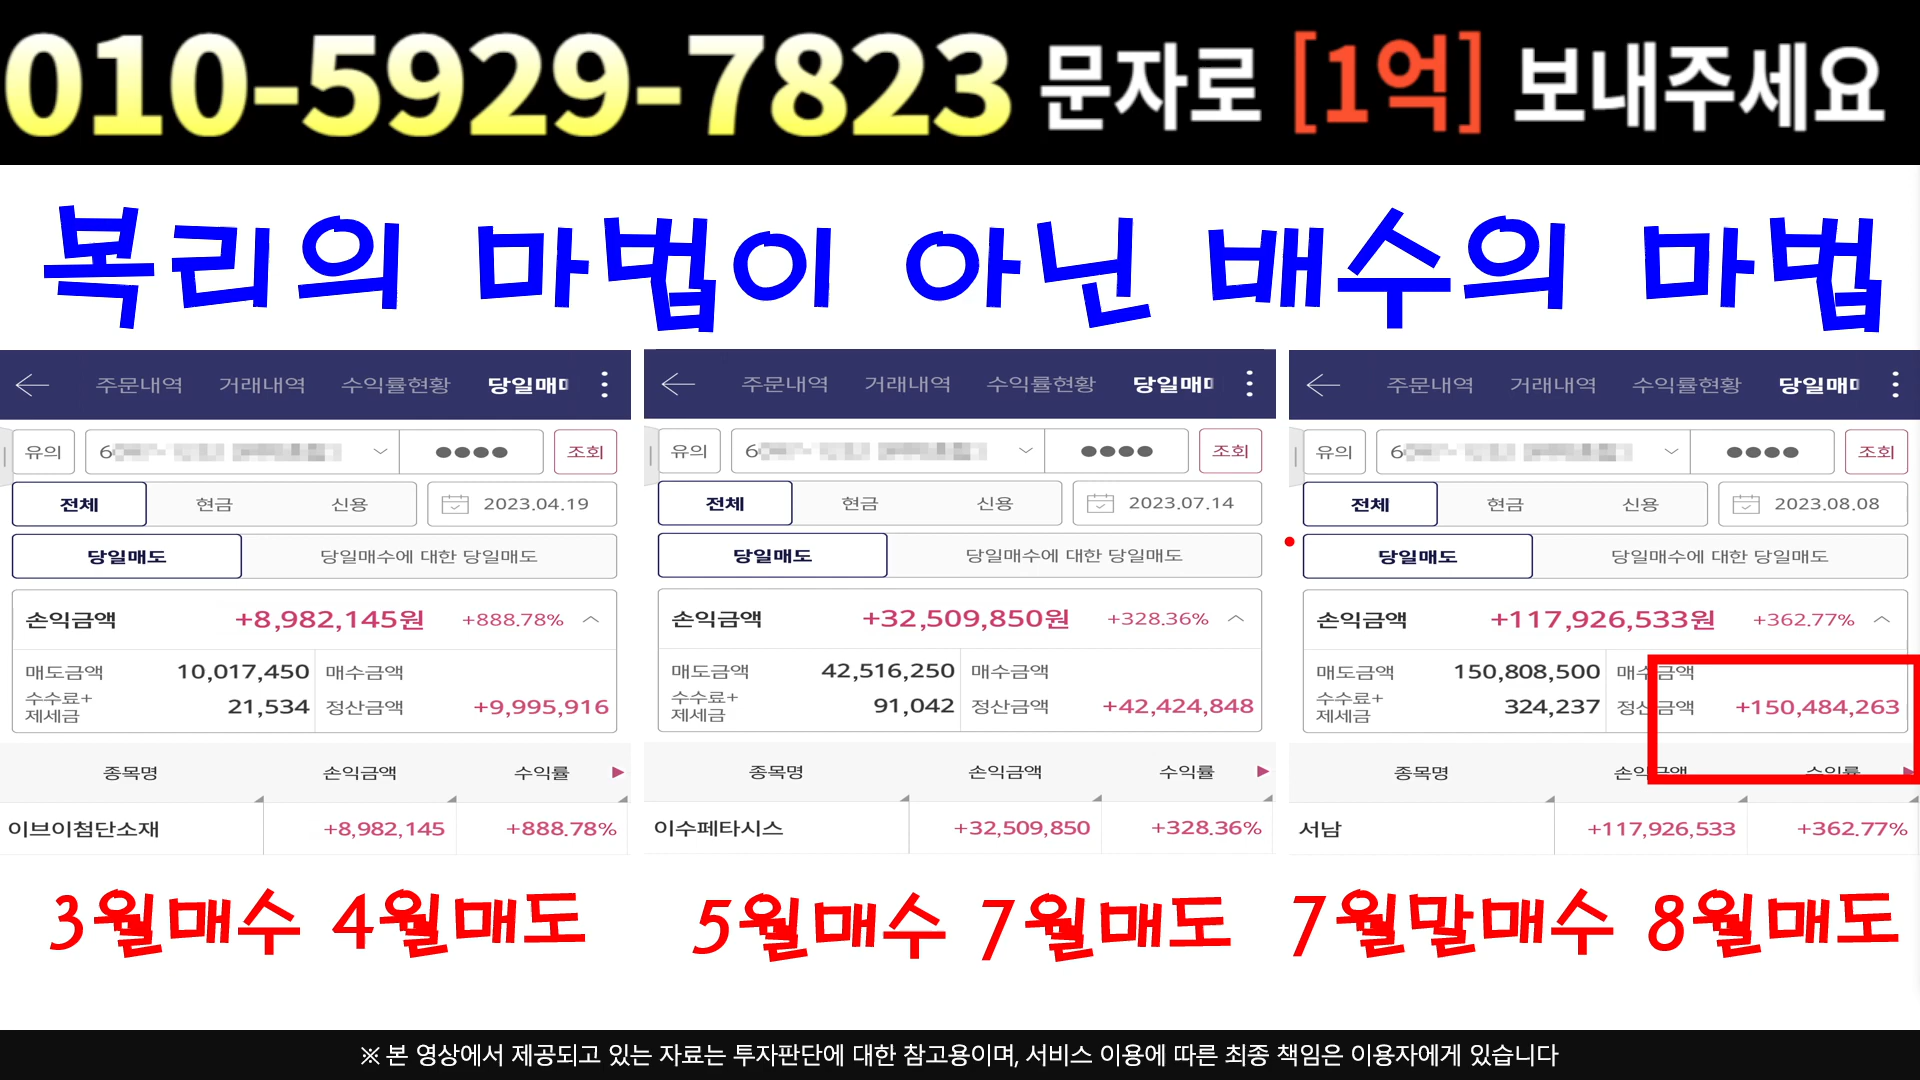 010-5929-7823 문자로 [1억] 보내주세요
복리의 마법이 아닌 배수의 마법
주문내역 거래내역 수익률현황 당일매
유의 6 ●●●● 조회
전체 현금 신용 2023.04.19
당일매도 당일매수에 대한 당일매도
손익금액 +8,982,145원 +888.78%
매도금액 10,017,450 매수금액
수수료+
제세금 21,534 정산금액 +9,995,916
종목명 손익금액 수익률
이브이첨단소재 +8,982,145 +888.78%
3월매수 4월매도
주문내역 거래내역 수익률현황 당일매
유의 6 ●●●● 조회
전체 현금 신용 2023.07.14
당일매도 당일매수에 대한 당일매도
손익금액 +32,509,850원 +328.36%
매도금액 42,516,250 매수금액
수수료+
제세금 91,042 정산금액 +42,424,848
종목명 손익금액 수익률
이수페타시스 +32,509,850 +328.36%
5월매수 7월매도
주문내역 거래내역 수익률현황 당일매
유의 6 ●●●● 조회
전체 현금 신용 2023.08.08
당일매도 당일매수에 대한 당일매도
손익금액 +117,926,533원 +362.77%
매도금액 150,808,500 매수금액
수수료+
제세금 324,237 정산금액 +150,484,263
종목명 손익금액 수익률
서남 +117,926,533 +362.77%
7월말매수 8월매도
※ 본 영상에서 제공되고 있는 자료는 투자판단에 대한 참고용이며, 서비스 이용에 따른 최종 책임은 이용자에게 있습니다